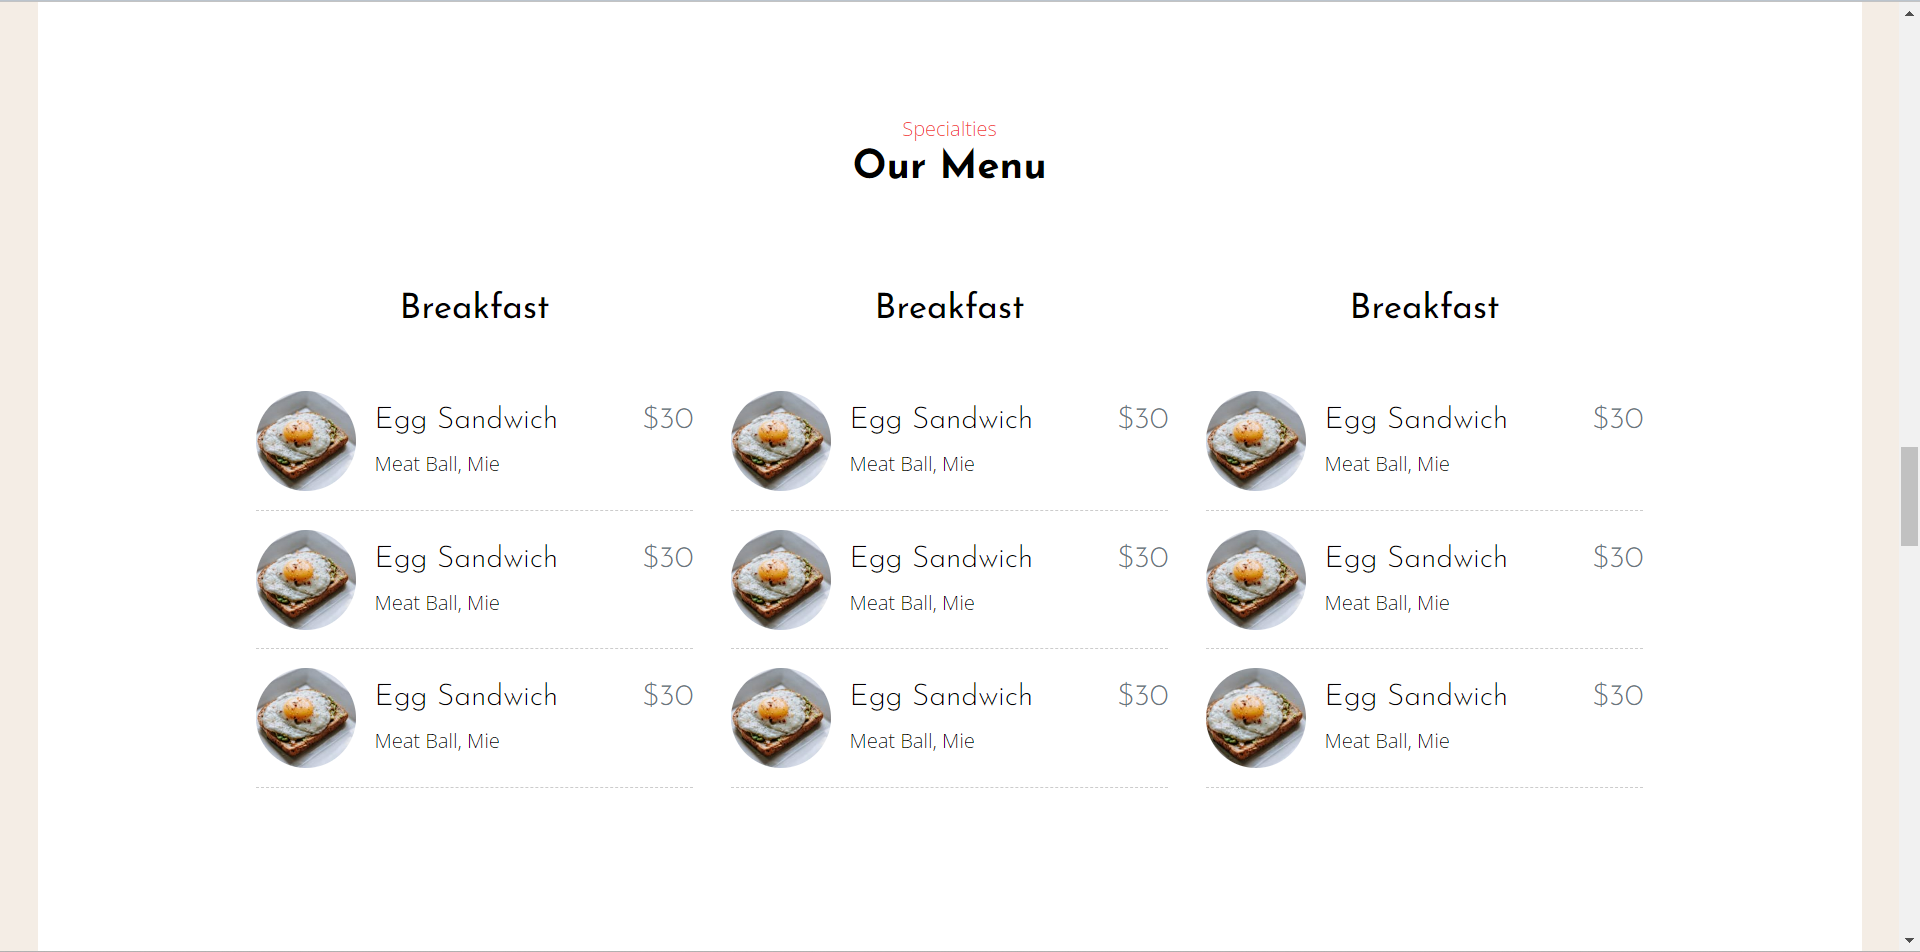 Specialties
Our Menu
Breakfast
Egg Sandwich $30
Meat Ball, Mie
Egg Sandwich $30
Meat Ball, Mie
Egg Sandwich $30
Meat Ball, Mie
Breakfast
Egg Sandwich $30
Meat Ball, Mie
Egg Sandwich $30
Meat Ball, Mie
Egg Sandwich $30
Meat Ball, Mie
Breakfast
Egg Sandwich $30
Meat Ball, Mie
Egg Sandwich $30
Meat Ball, Mie
Egg Sandwich $30
Meat Ball, Mie